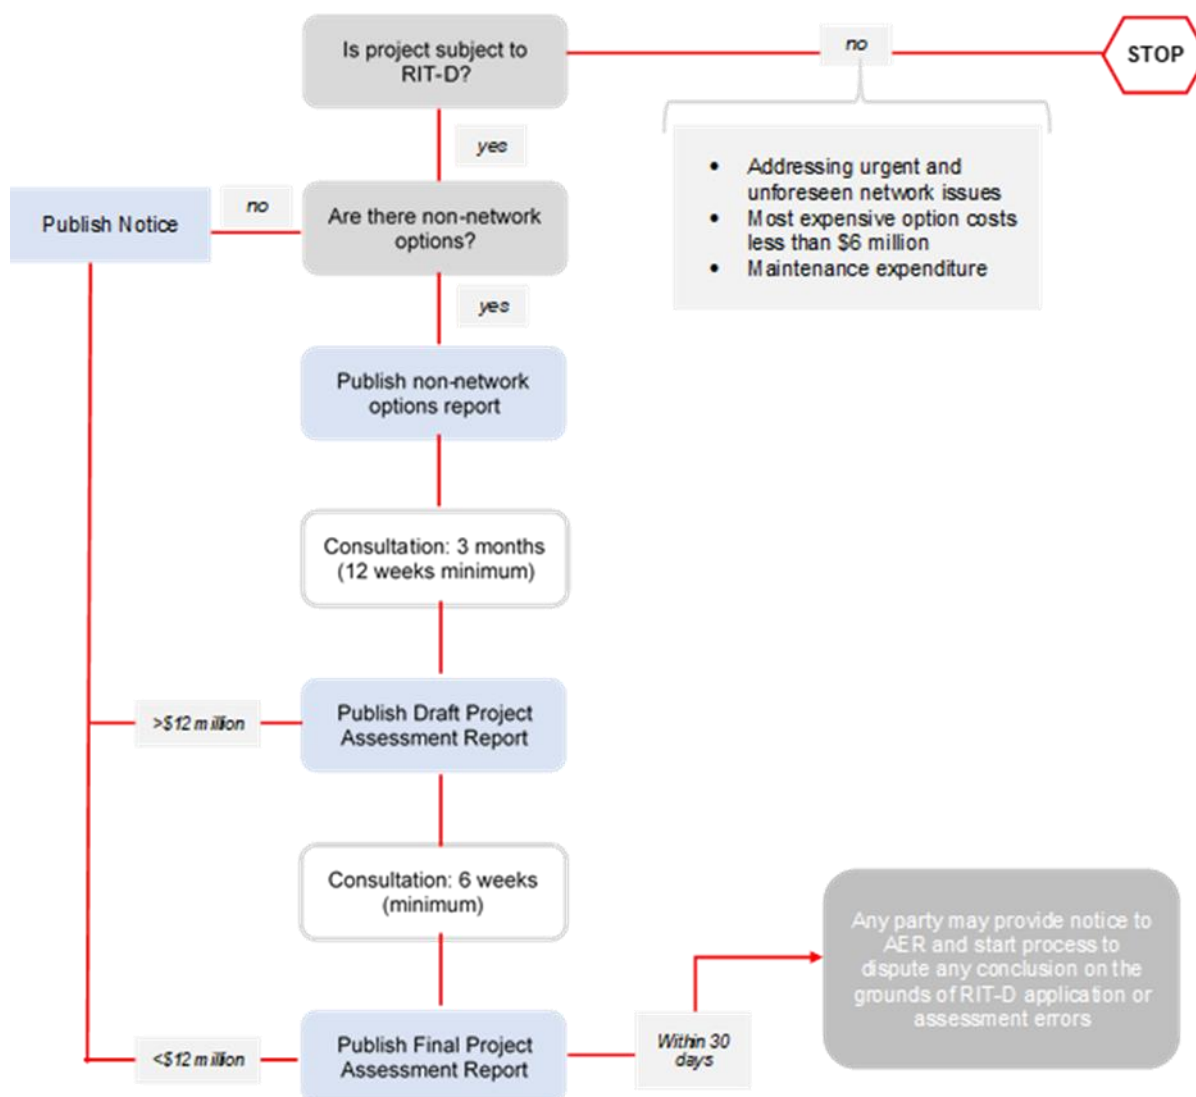 Is project subject to
RIT-D?
no
STOP
yes
• Addressing urgent and
unforeseen network issues
• Most expensive option costs
less than $6 million
• Maintenance expenditure
Publish Notice
no
Are there non-network
options?
yes
Publish non-network
options report
Consultation: 3 months
(12 weeks minimum)
>$12 million
Publish Draft Project
Assessment Report
Consultation: 6 weeks
(minimum)
Any party may provide notice to
AER and start process to
dispute any conclusion on the
grounds of RIT-D application or
assessment errors
<$12 million
Publish Final Project
Assessment Report
Within 30
days